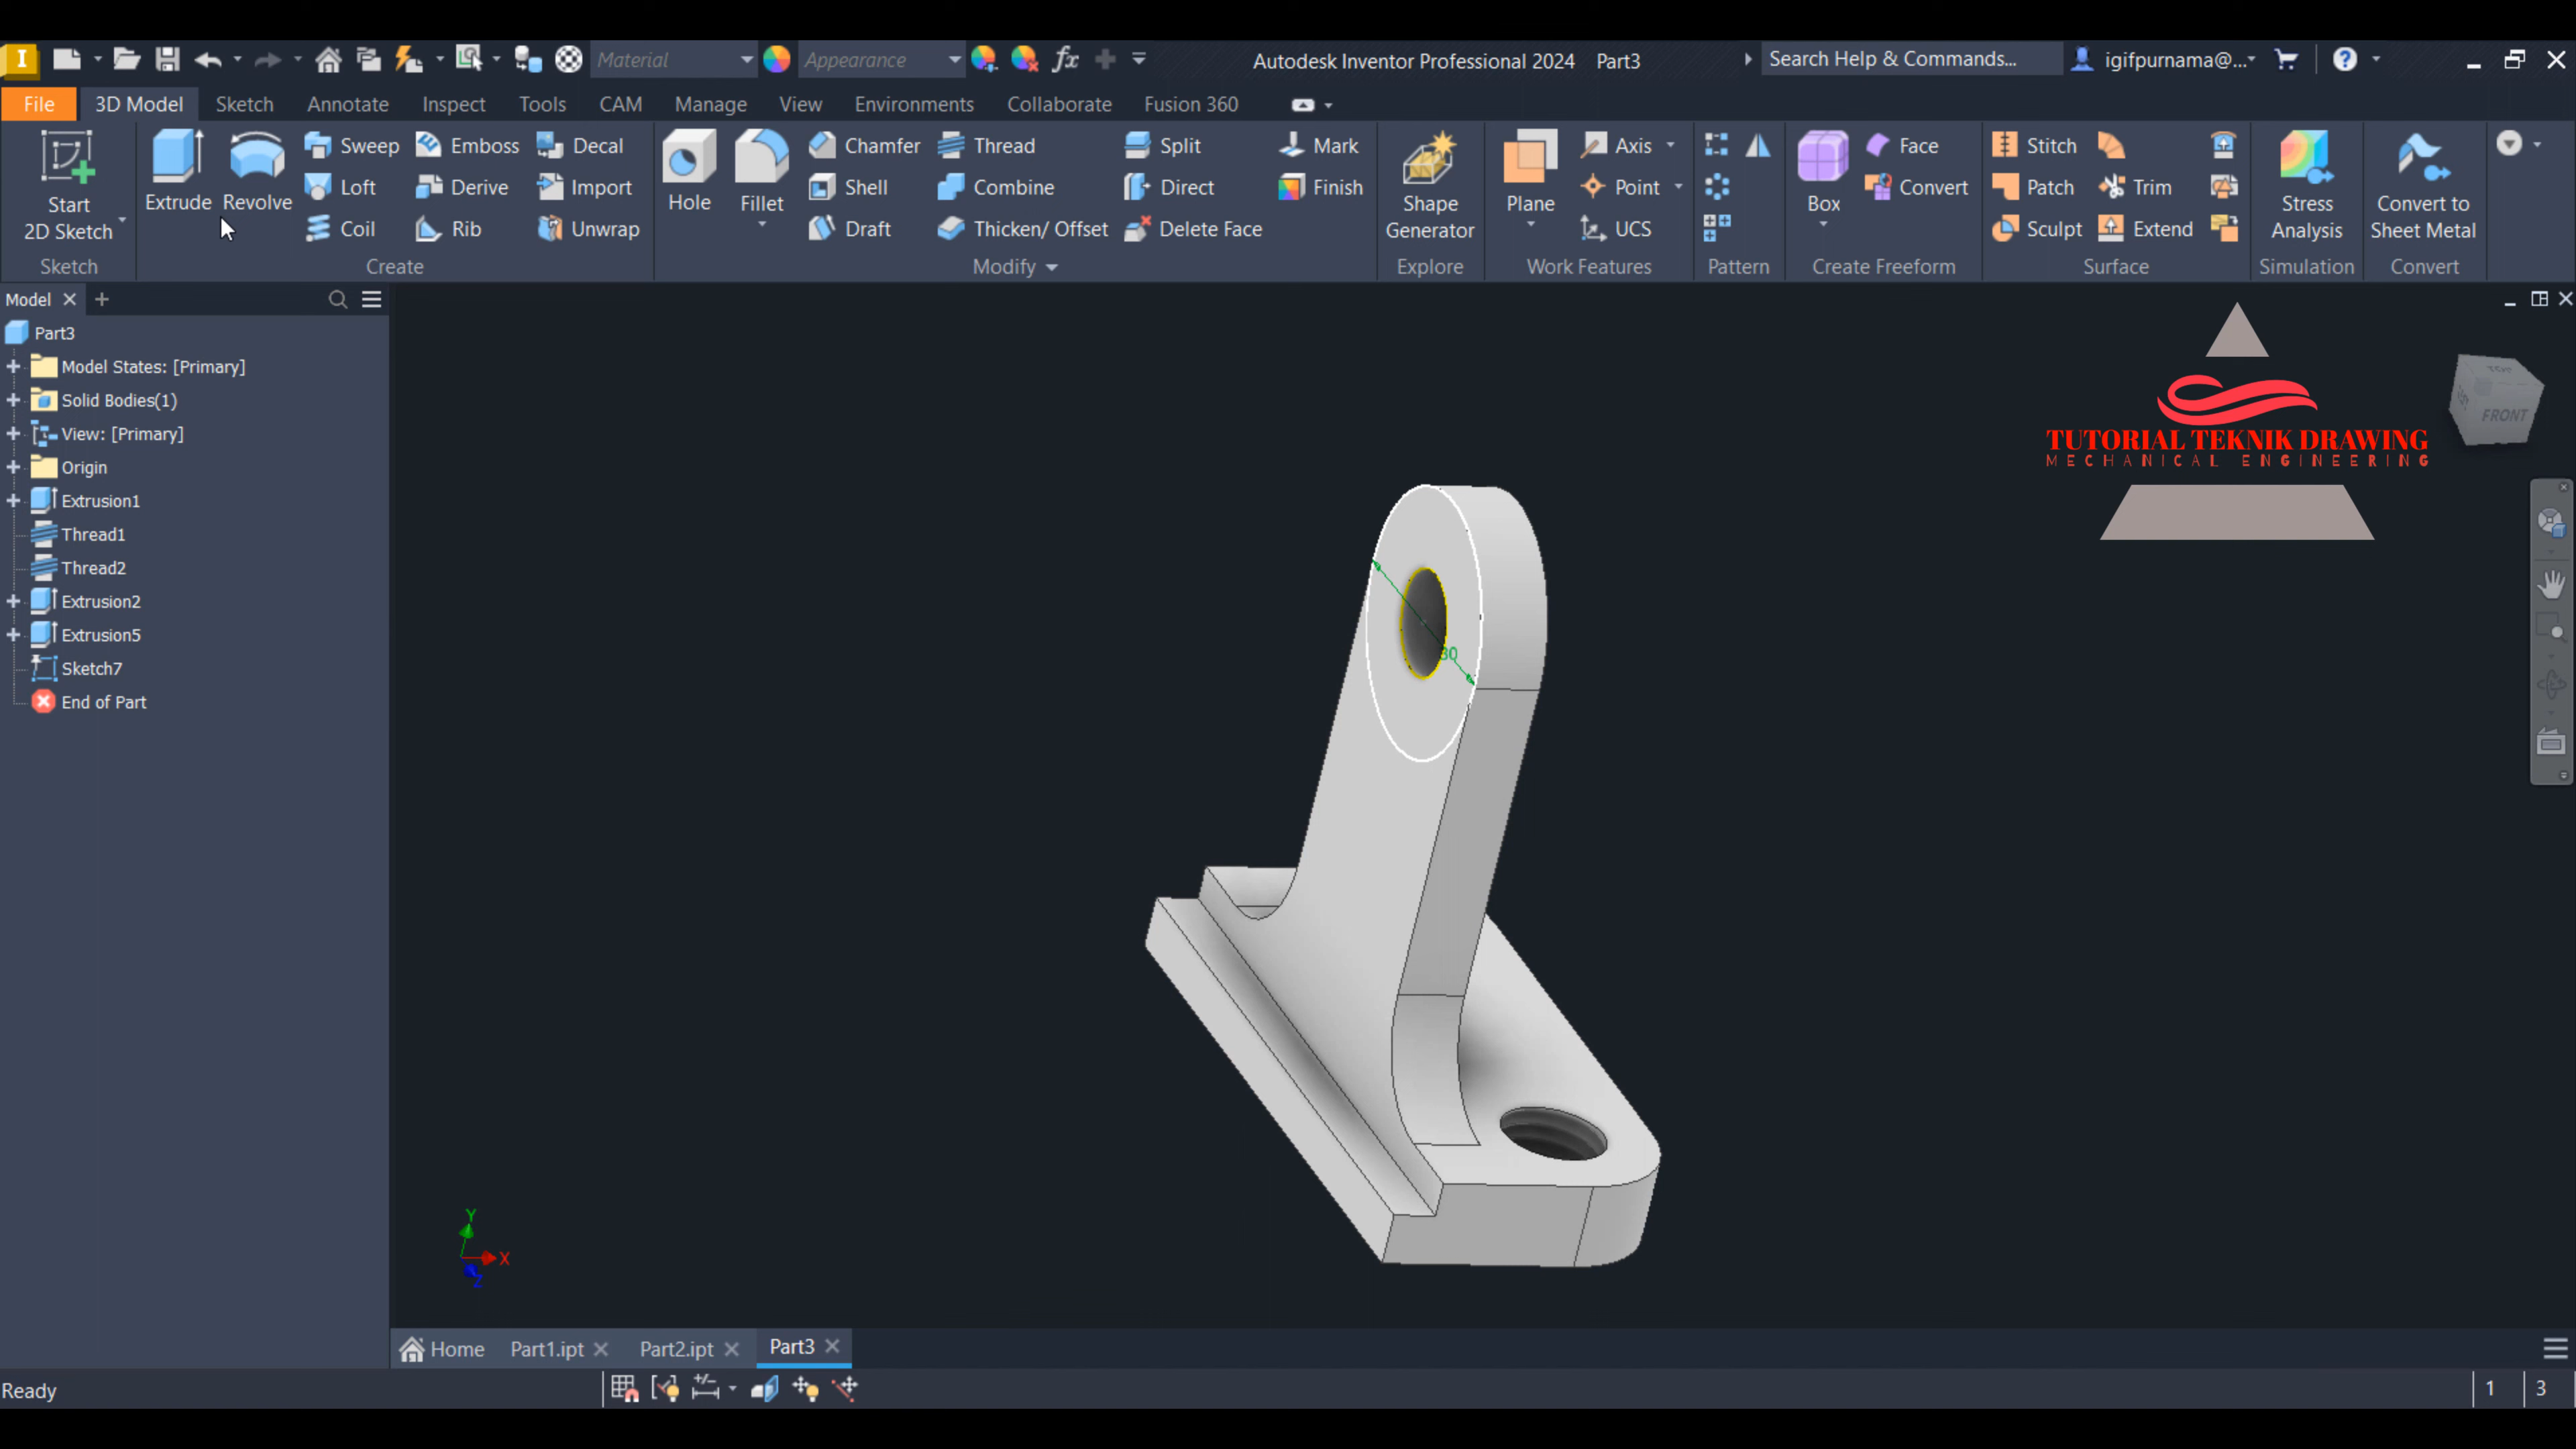 I Material Appearance fx Autodesk Inventor Professional 2024 Part3 Search Help & Commands... igifpurnama@...
File 3D Model Sketch Annotate Inspect Tools CAM Manage View Environments Collaborate Fusion 360
Start 2D Sketch
Sketch
Extrude Revolve Sweep Emboss Decal
Loft Derive Import
Coil Rib Unwrap
Create
Hole Fillet Chamfer Thread Split Mark
Shell Combine Direct Finish
Draft Thicken/ Offset Delete Face
Modify
Shape Generator
Explore
Plane Axis
Point
UCS
Work Features
Pattern
Box Face
Convert
Create Freeform
Stitch
Patch Trim
Sculpt Extend
Surface
Stress Analysis
Simulation
Convert to Sheet Metal
Convert
Model
Part3
Model States: [Primary]
Solid Bodies(1)
View: [Primary]
Origin
Extrusion1
Thread1
Thread2
Extrusion2
Extrusion5
Sketch7
End of Part
TUTORIAL TEKNIK DRAWING
MECHANICAL ENGINEERING
FRONT
30
Y
X
Z
Home Part1.ipt Part2.ipt Part3
Ready
1 3